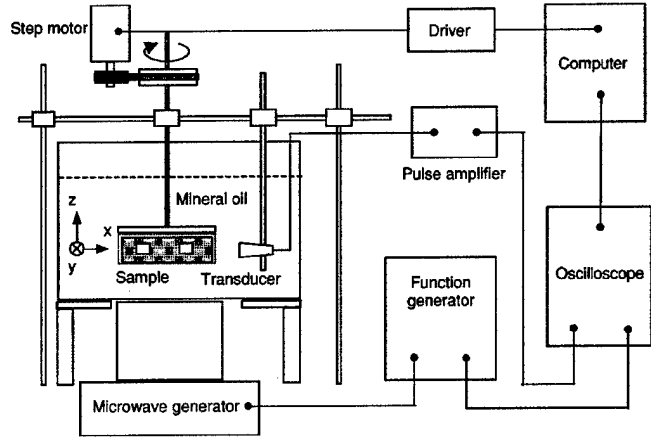 Step motor
Driver
Computer
Pulse amplifier
Mineral oil
z
x
y
Sample
Transducer
Function
generator
Oscilloscope
Microwave generator